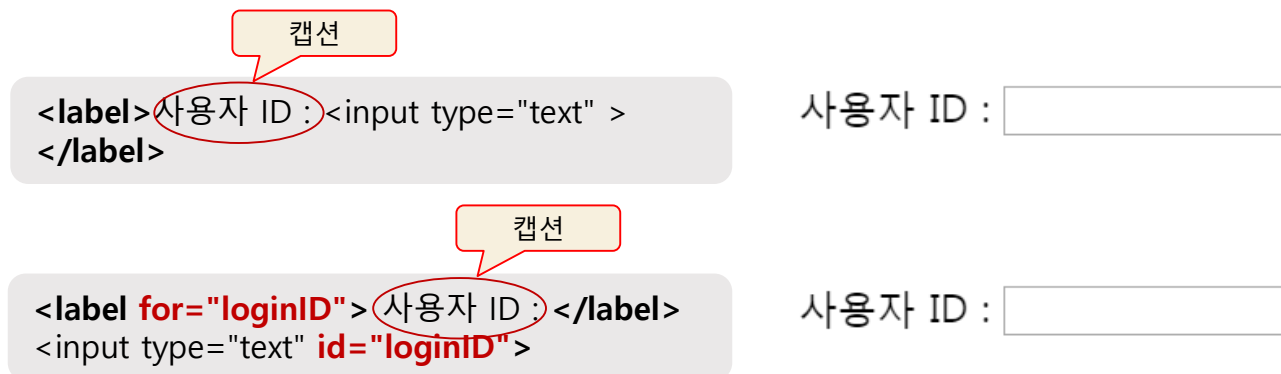 캡션
<label>사용자 ID : <input type="text" >
</label>
사용자 ID :
캡션
<label for="loginID"> 사용자 ID : </label>
<input type="text" id="loginID">
사용자 ID :